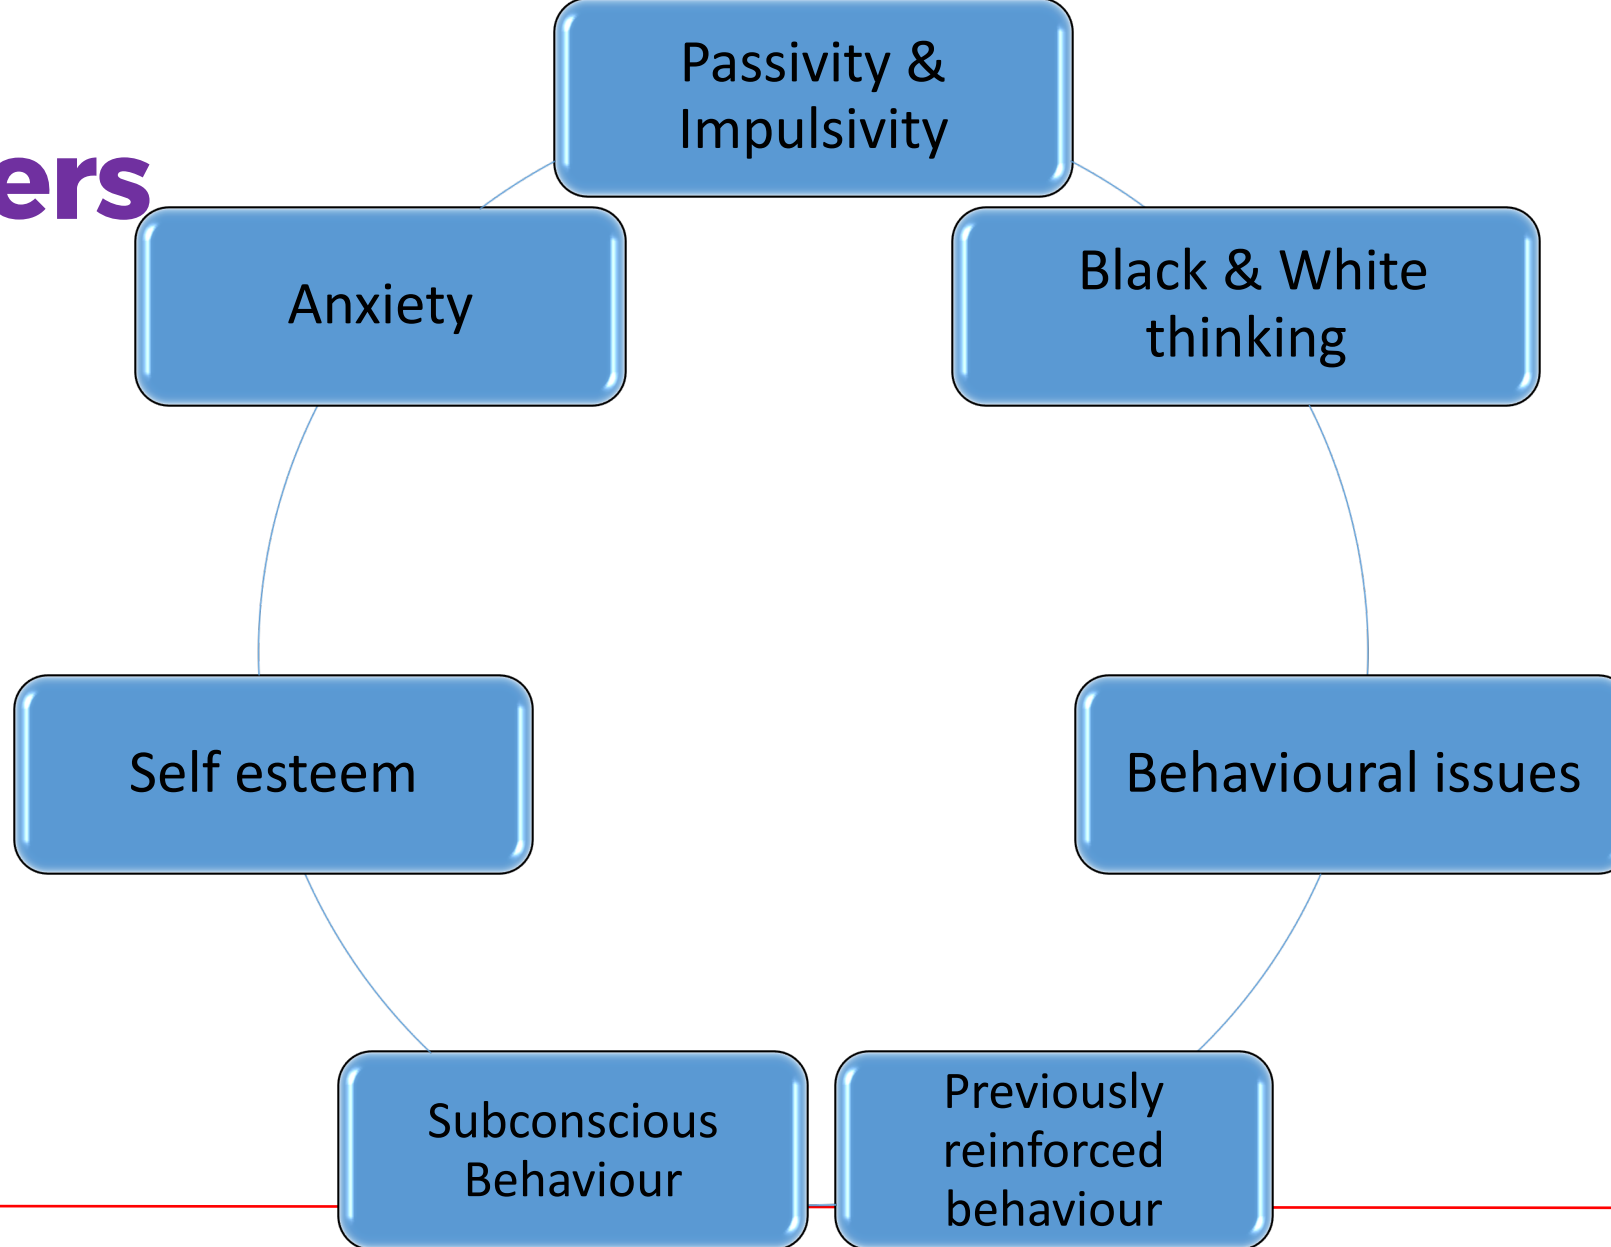 Passivity &
Impulsivity
ers
Anxiety
Black & White
thinking
Self esteem
Behavioural issues
Subconscious
Behaviour
Previously
reinforced
behaviour